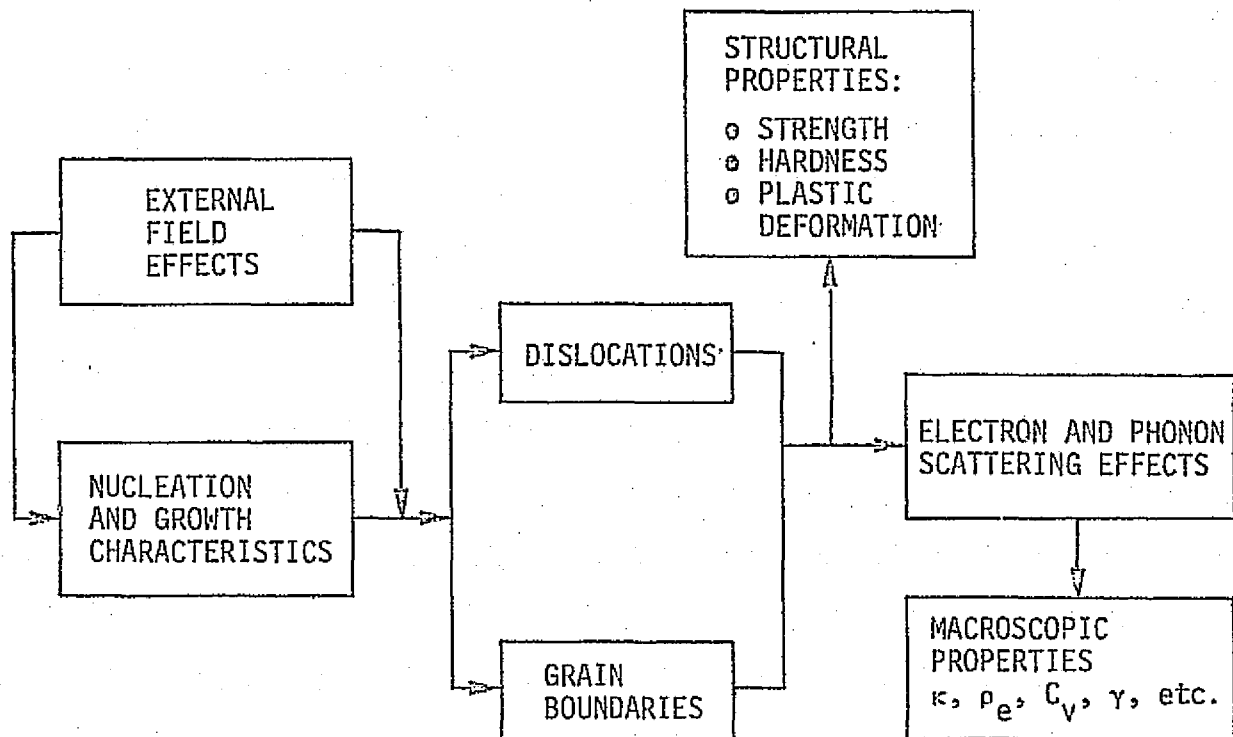 STRUCTURAL
PROPERTIES:
o STRENGTH
o HARDNESS
o PLASTIC
DEFORMATION
EXTERNAL
FIELD
EFFECTS
DISLOCATIONS
NUCLEATION
AND GROWTH
CHARACTERISTICS
ELECTRON AND PHONON
SCATTERING EFFECTS
GRAIN
BOUNDARIES
MACROSCOPIC
PROPERTIES
κ, ρe, Cv, γ, etc.